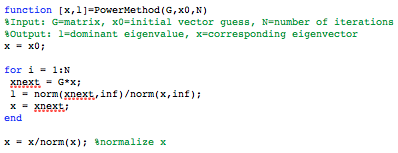 function [x,l]=PowerMethod(G,x0,N)
%Input: G=matrix, x0=initial vector guess, N=number of iterations
%Output: l=dominant eigenvalue, x=corresponding eigenvector
x = x0;
for i = 1:N
xnext = G*x;
l = norm(xnext,inf)/norm(x,inf);
x = xnext;
end
x = x/norm(x); %normalize x